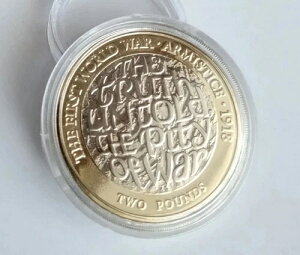 THE FIRST WORLD WAR · ARMISTICE · 1918
THE
TRUTH
UNTOLD
THE PITY
OF WAR
TWO POUNDS